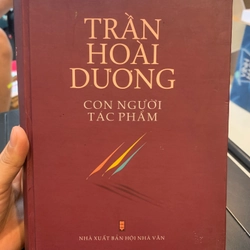 TRẦN
HOÀI
DƯƠNG
CON NGƯỜI
TÁC PHẨM
NHÀ XUẤT BẢN HỘI NHÀ VĂN